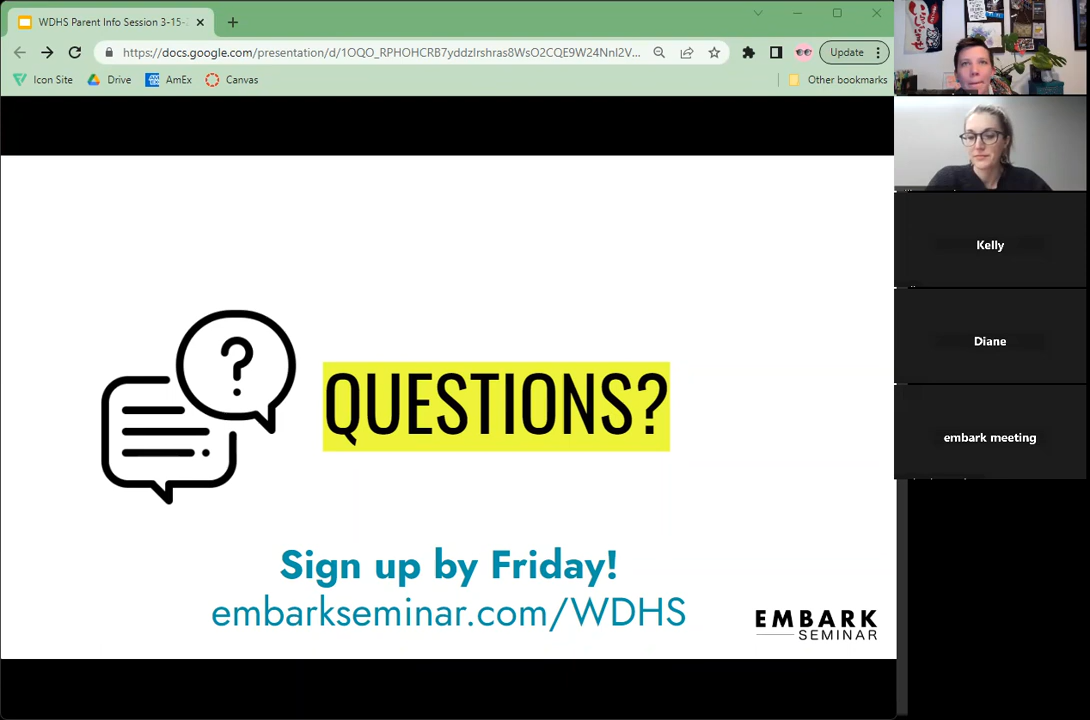 WDHS Parent Info Session 3-15-
https://docs.google.com/presentation/d/1OQO_RPHOHCRB7yddzlrshras8WsO2CQE9W24Nnl2V...
Update
Icon Site
Drive
AmEx
Canvas
Other bookmarks
?
QUESTIONS?
Sign up by Friday!
embarkseminar.com/WDHS
EMBARK
SEMINAR
Kelly
Diane
embark meeting